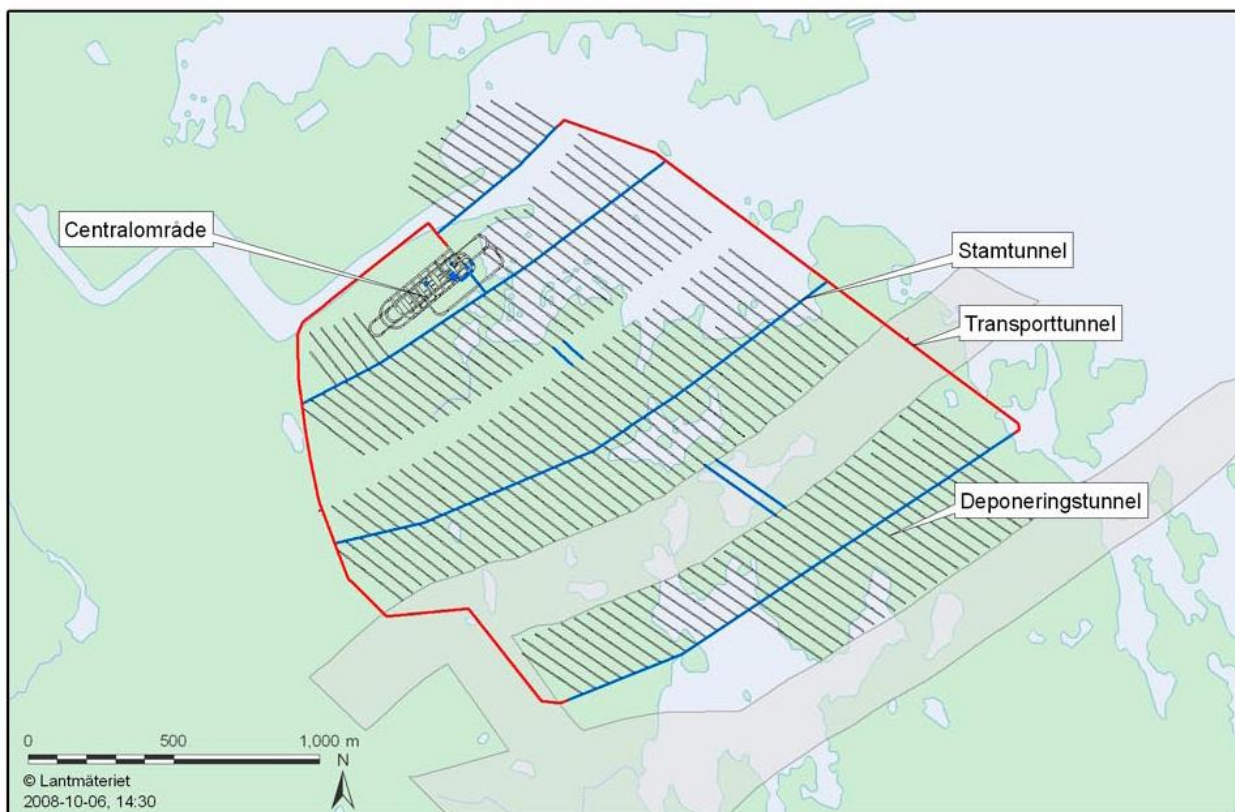 Centralområde
Stamtunnel
Transporttunnel
Deponeringstunnel
0 500 1,000 m
N
© Lantmäteriet
2008-10-06, 14:30